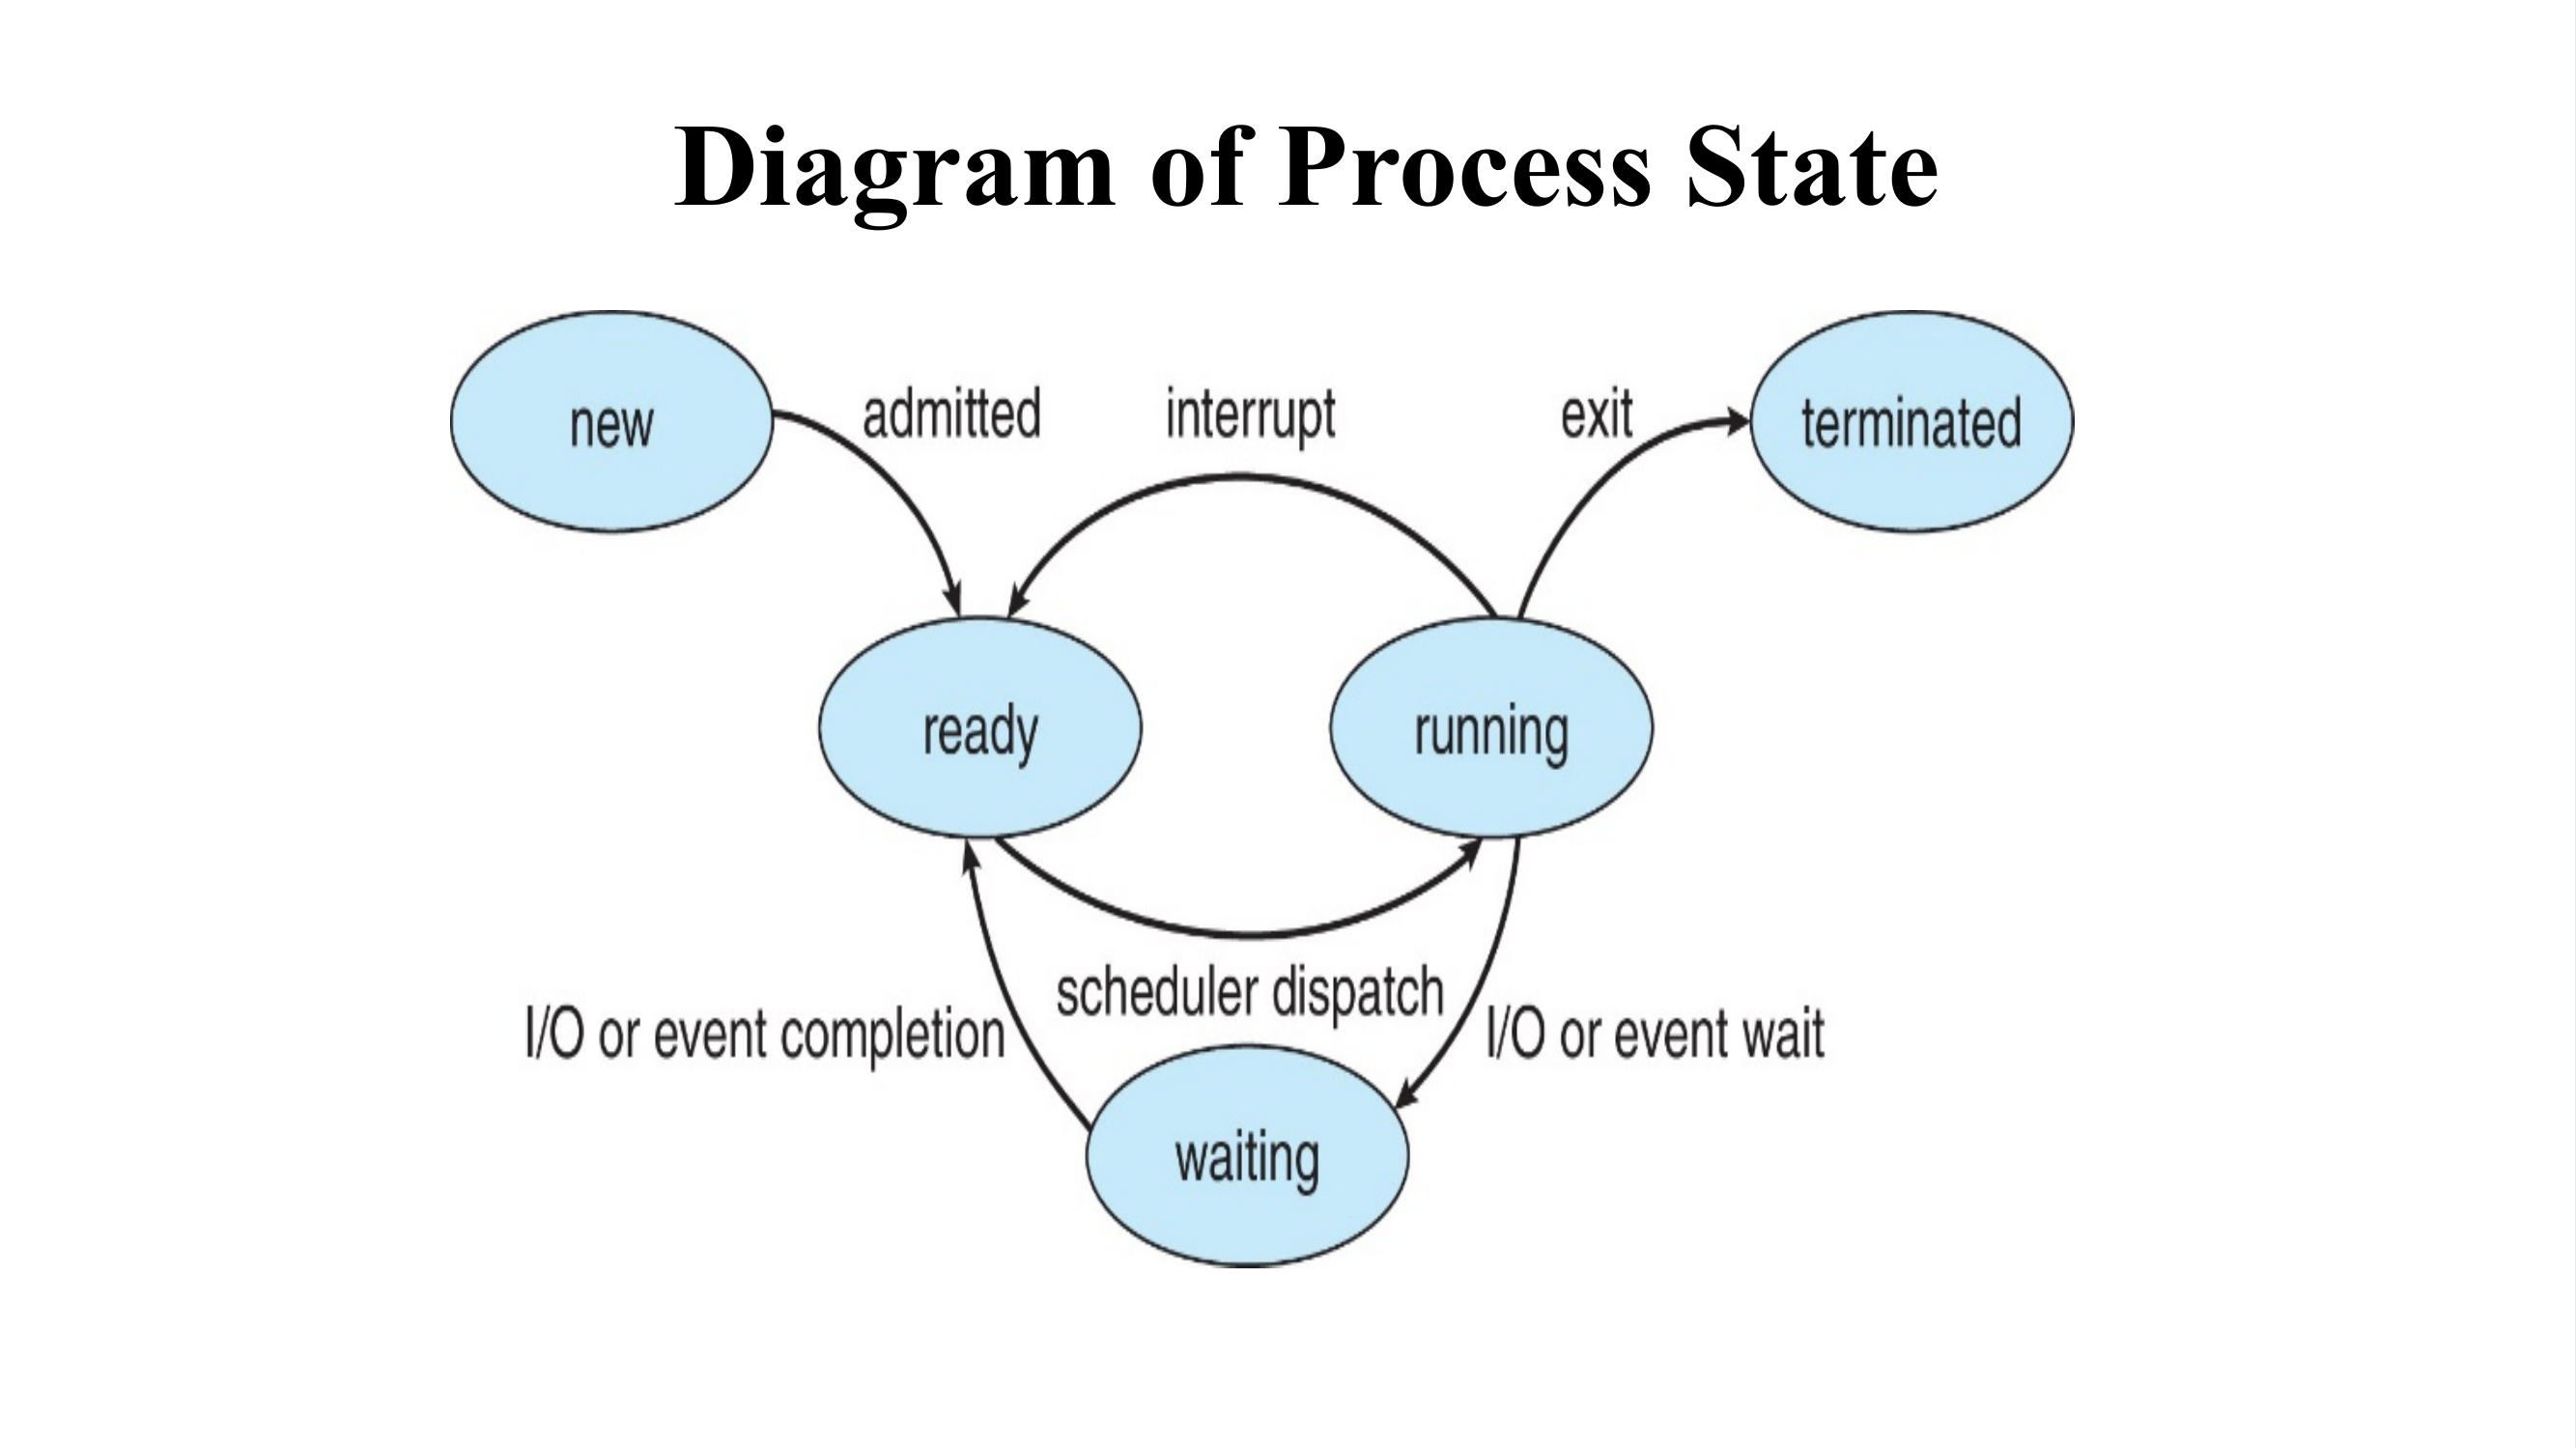 Diagram of Process State
new
admitted
interrupt
exit
terminated
ready
running
scheduler dispatch
I/O or event completion
I/O or event wait
waiting